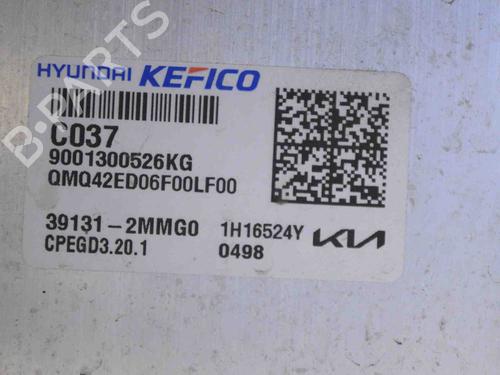 HYUNDAI KEFICO
C037
9001300526KG
QMQ42ED06F00LF00
39131-2MMG0 1H16524Y KIA
CPEGD3.20.1 0498
B-PARTS